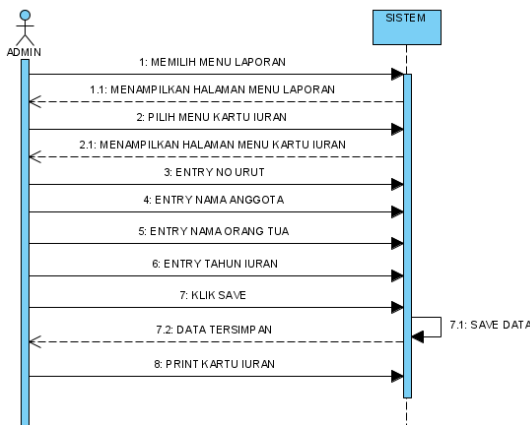 SISTEM
ADMIN
1: MEMILIH MENU LAPORAN
1.1: MENAMPILKAN HALAMAN MENU LAPORAN
2: PILIH MENU KARTU IURAN
2.1: MENAMPILKAN HALAMAN MENU KARTU IURAN
3: ENTRY NO URUT
4: ENTRY NAMA ANGGOTA
5: ENTRY NAMA ORANG TUA
6: ENTRY TAHUN IURAN
7: KLIK SAVE
7.1: SAVE DATA
7.2: DATA TERSIMPAN
8: PRINT KARTU IURAN